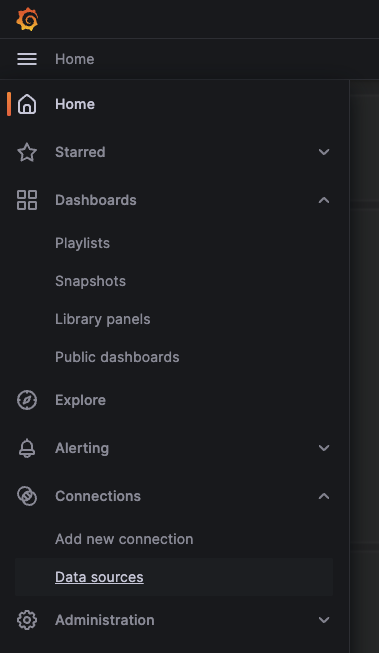 Home
Home
Starred
Dashboards
Playlists
Snapshots
Library panels
Public dashboards
Explore
Alerting
Connections
Add new connection
Data sources
Administration